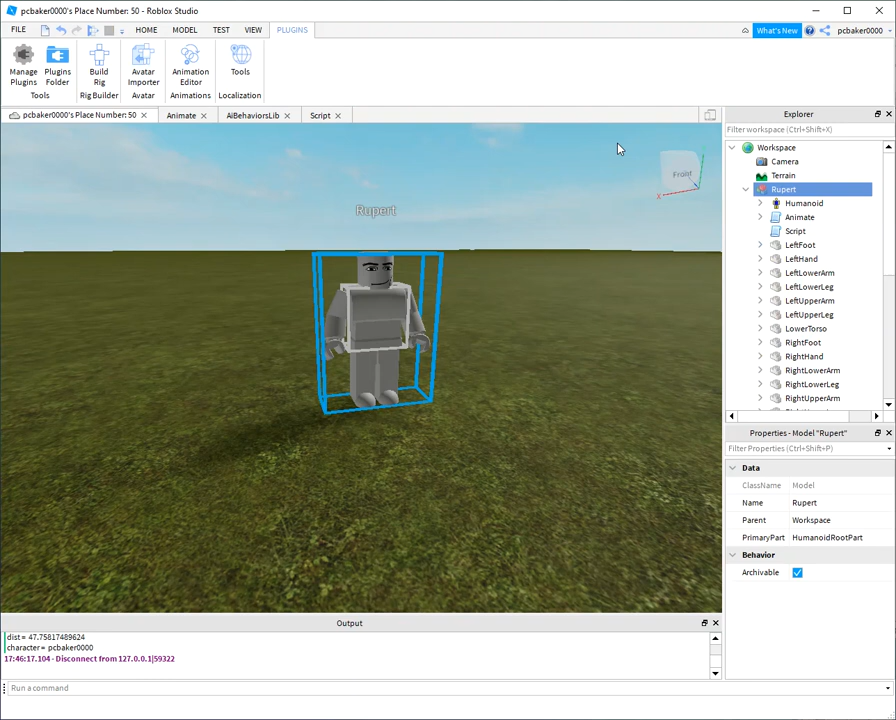 pcbaker0000's Place Number: 50 - Roblox Studio
FILE HOME MODEL TEST VIEW PLUGINS What's New pcbaker0000
Manage Plugins
Plugins Folder
Build Rig
Avatar Importer
Animation Editor
Tools
Tools Rig Builder Avatar Animations Localization
pcbaker0000's Place Number: 50 Animate AiBehaviorsLib Script
Rupert
Front
X
Explorer
Filter workspace (Ctrl+Shift+X)
Workspace
Camera
Terrain
Rupert
Humanoid
Animate
Script
LeftFoot
LeftHand
LeftLowerArm
LeftLowerLeg
LeftUpperArm
LeftUpperLeg
LowerTorso
RightFoot
RightHand
RightLowerArm
RightLowerLeg
RightUpperArm
Properties - Model "Rupert"
Filter Properties (Ctrl+Shift+P)
Data
ClassName Model
Name Rupert
Parent Workspace
PrimaryPart HumanoidRootPart
Behavior
Archivable
Output
dist = 47.75817489624
character = pcbaker0000
17:46:17.104 - Disconnect from 127.0.0.1|59322
Run a command